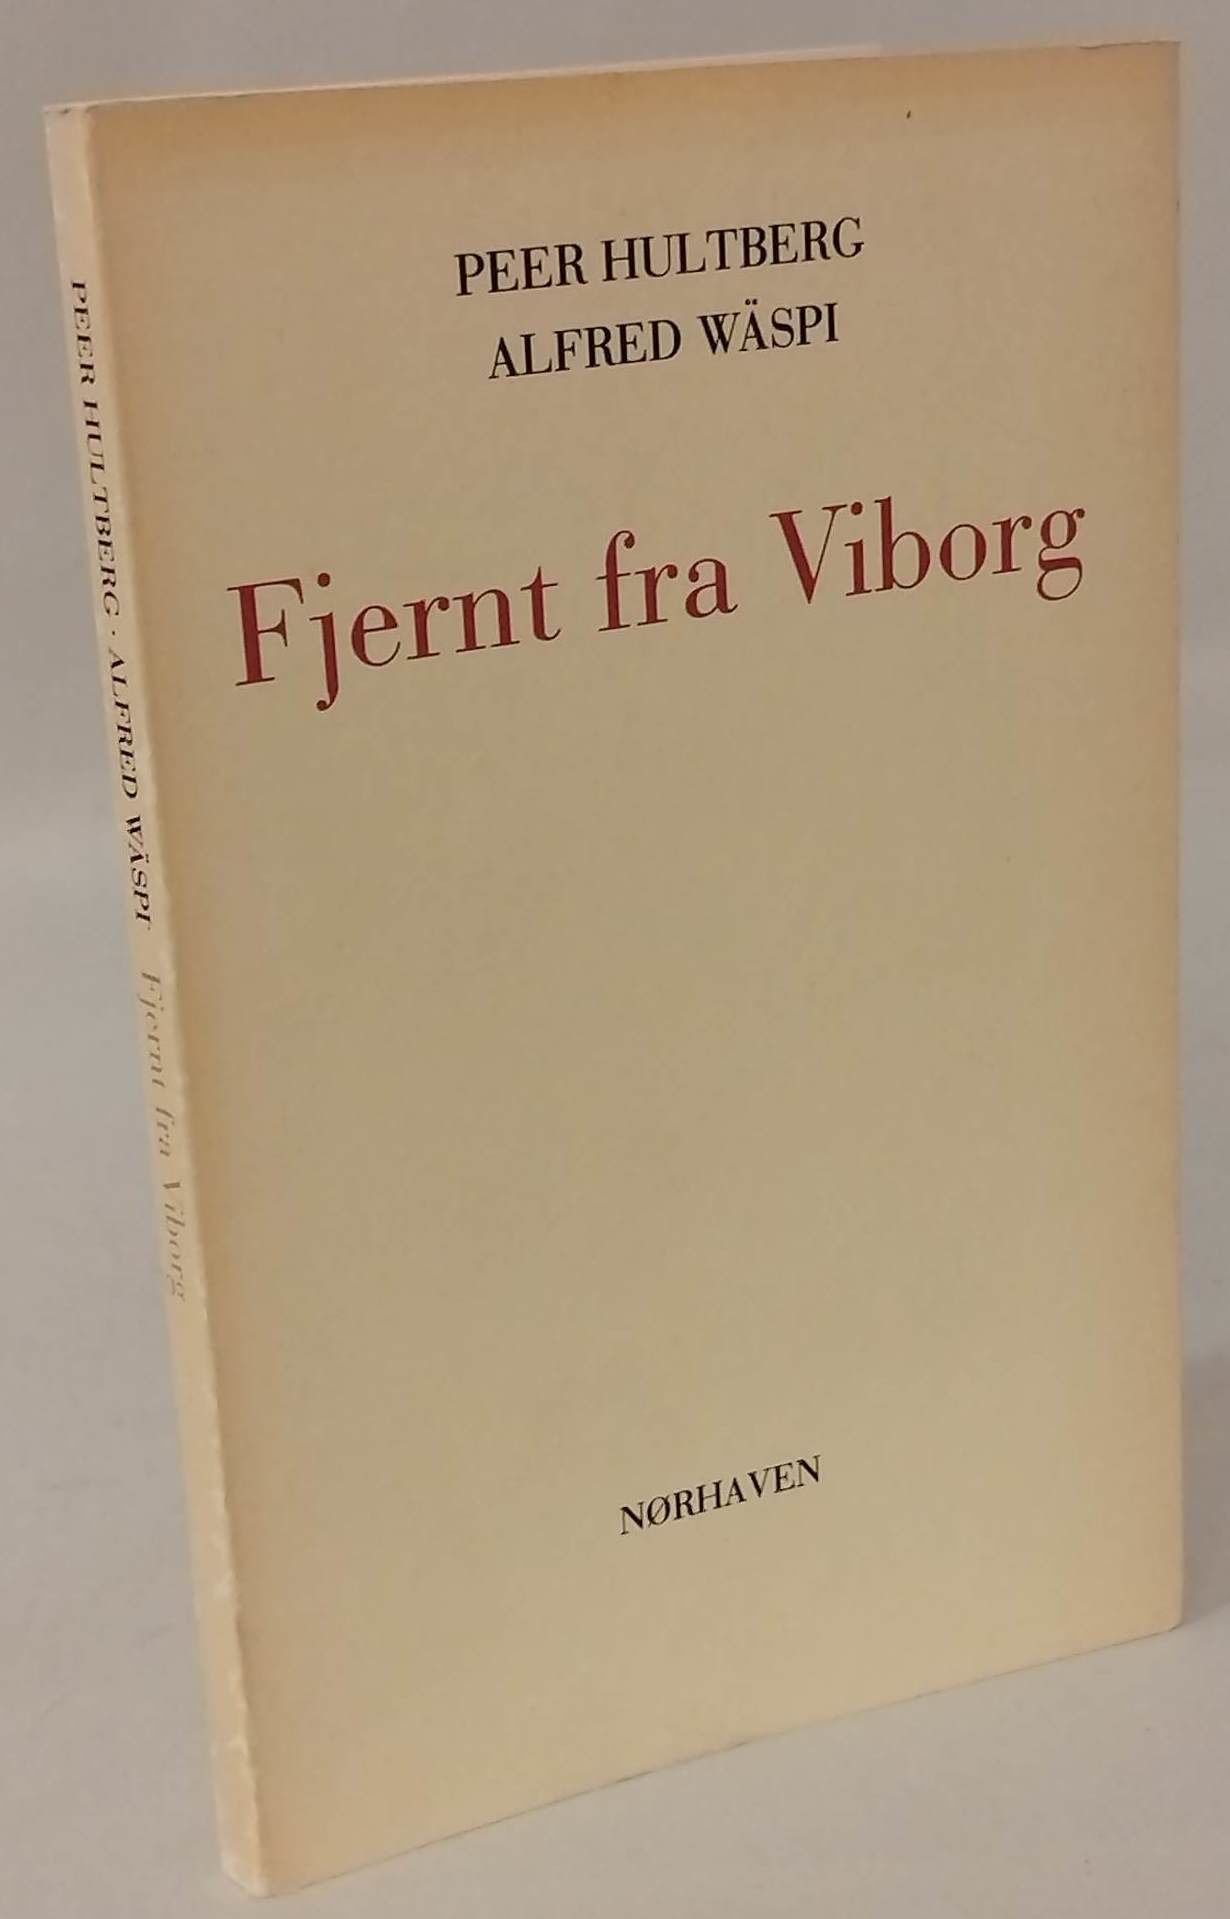 PEER HULTBERG
ALFRED WÄSPI
Fjernt fra Viborg
NØRHAVEN
PEER HULTBERG · ALFRED WÄSPI Fjernt fra Viborg